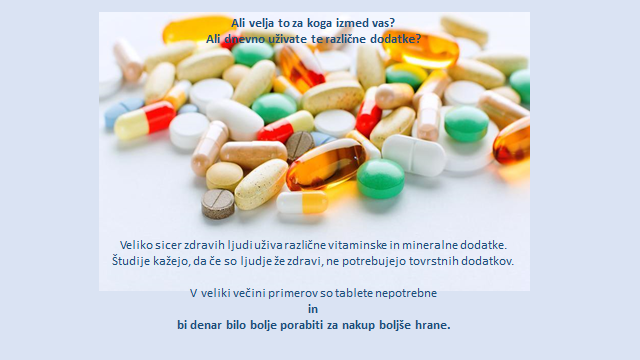 Ali velja to za koga izmed vas?
Ali dnevno uživate te različne dodatke?
Veliko sicer zdravih ljudi uživa različne vitaminske in mineralne dodatke.
Študije kažejo, da če so ljudje že zdravi, ne potrebujejo tovrstnih dodatkov.
V veliki večini primerov so tablete nepotrebne
in
bi denar bilo bolje porabiti za nakup boljše hrane.